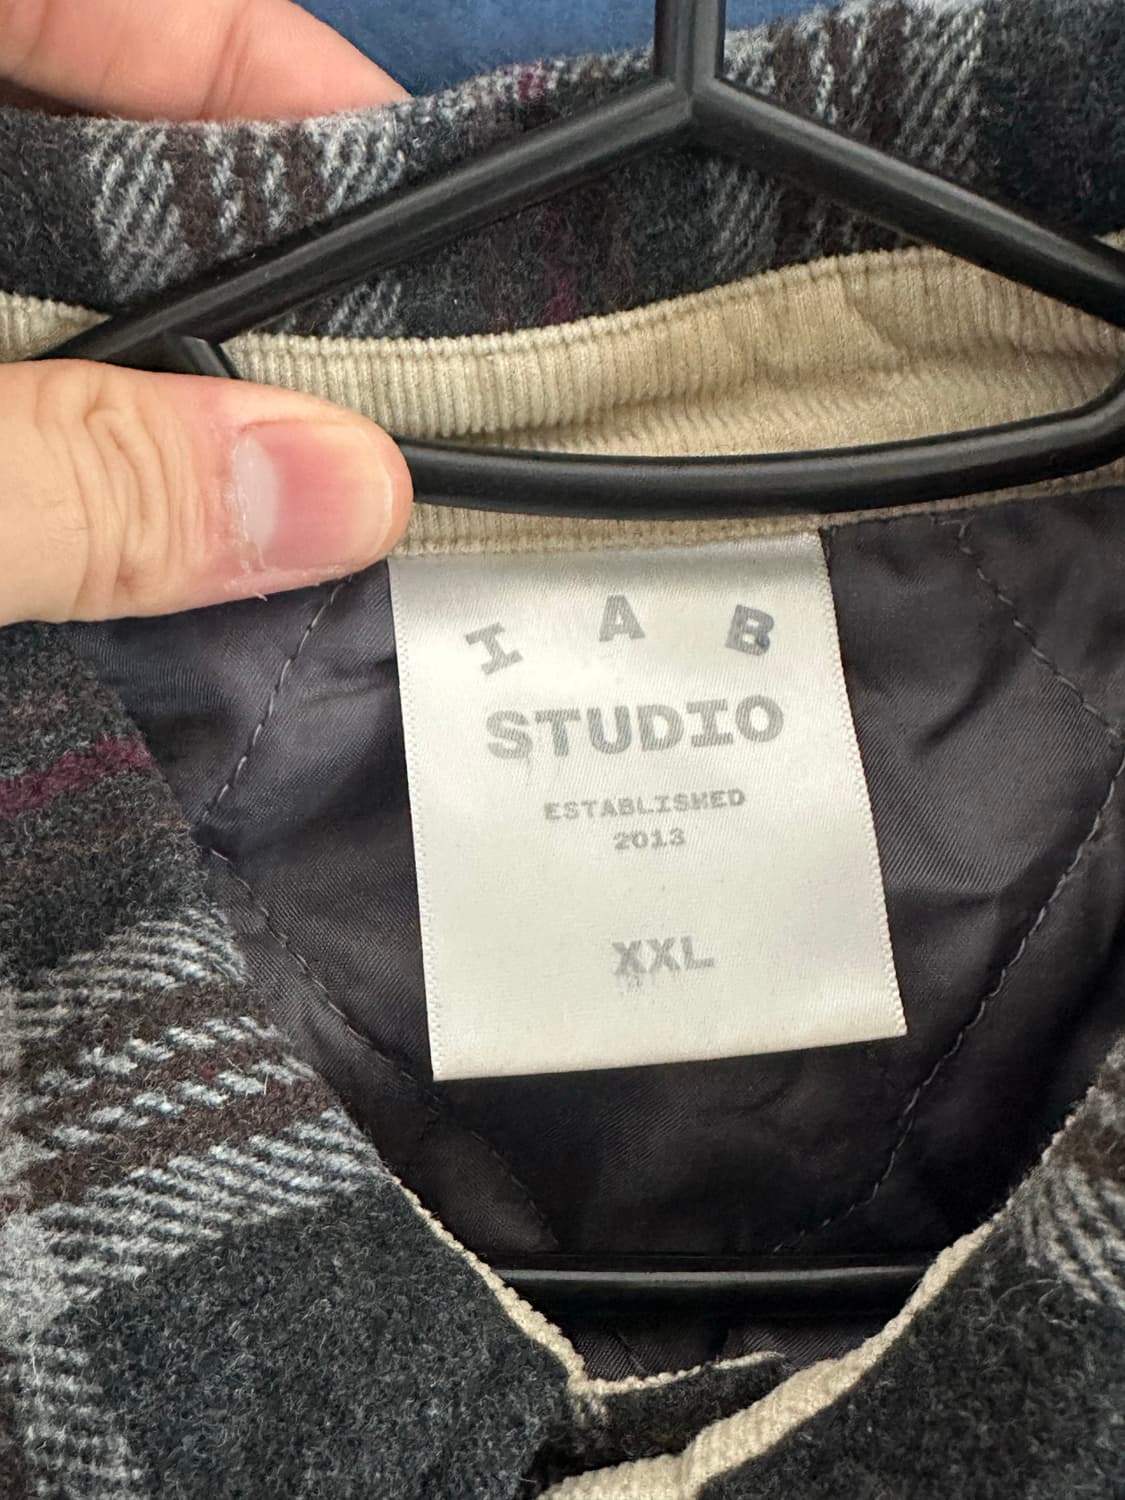 I A B
STUDIO
ESTABLISHED
2013
XXL